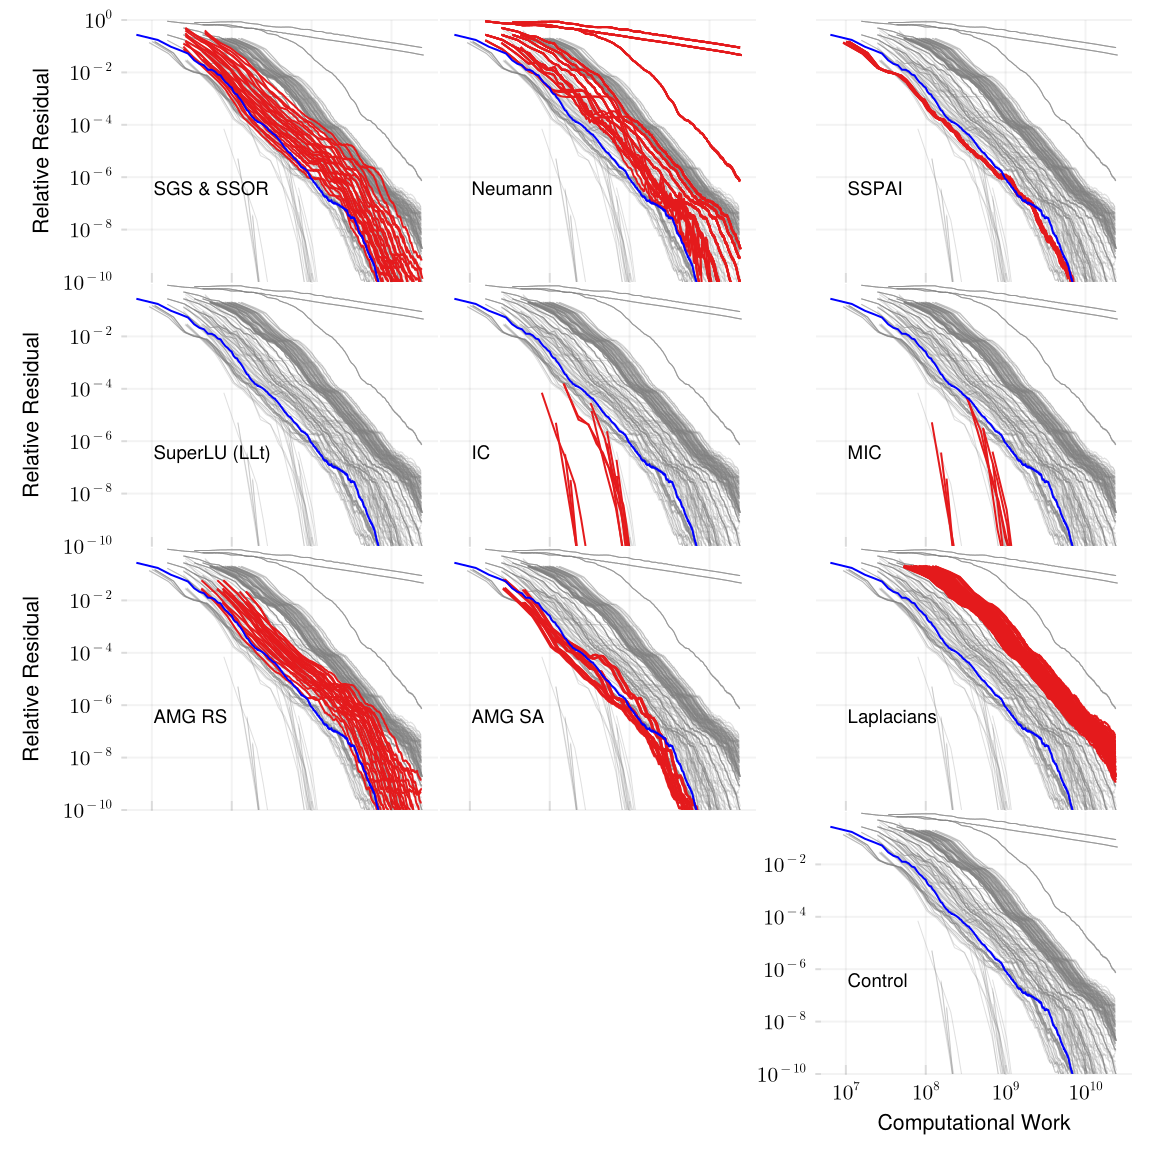 10^0
10^−2
10^−4
10^−6
10^−8
10^−10
Relative Residual
SGS & SSOR
Neumann
SSPAI
10^−2
10^−4
10^−6
10^−8
10^−10
Relative Residual
SuperLU (LLt)
IC
MIC
10^−2
10^−4
10^−6
10^−8
10^−10
Relative Residual
AMG RS
AMG SA
Laplacians
10^−2
10^−4
10^−6
10^−8
10^−10
Control
10^7 10^8 10^9 10^10
Computational Work